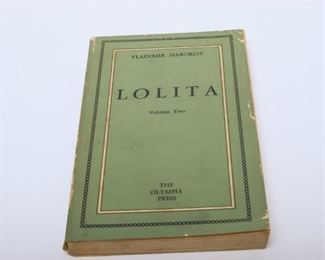 VLADIMIR NABOKOV
LOLITA
Volume Two
THE
OLYMPIA
PRESS